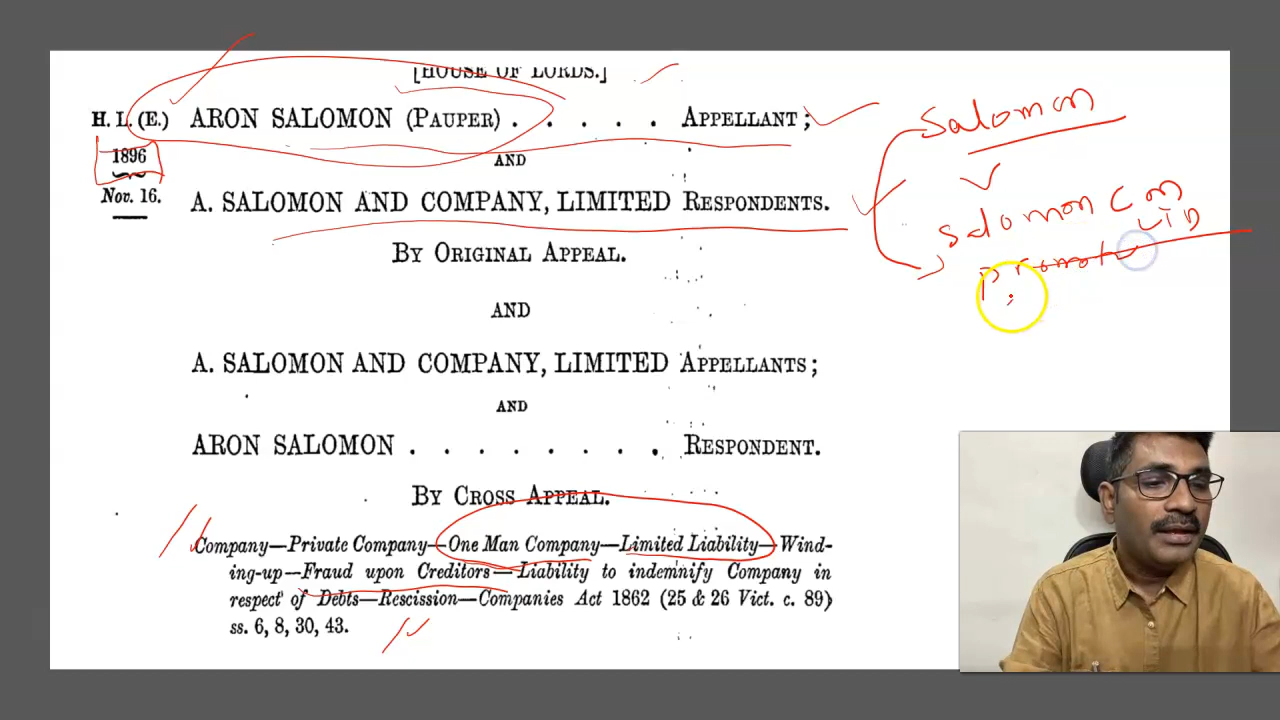 [HOUSE OF LORDS.]
H. L. (E.) ARON SALOMON (PAUPER) . . . . . APPELLANT;
1896
AND
Nov. 16. A. SALOMON AND COMPANY, LIMITED RESPONDENTS.
BY ORIGINAL APPEAL.
AND
A. SALOMON AND COMPANY, LIMITED APPELLANTS;
AND
ARON SALOMON . . . . . . . . RESPONDENT.
BY CROSS APPEAL.
Company—Private Company—One Man Company—Limited Liability—Wind-
ing-up—Fraud upon Creditors—Liability to indemnify Company in
respect of Debts—Rescission—Companies Act 1862 (25 & 26 Vict. c. 89)
ss. 6, 8, 30, 43.
Salomon
Salomon Com
LTD